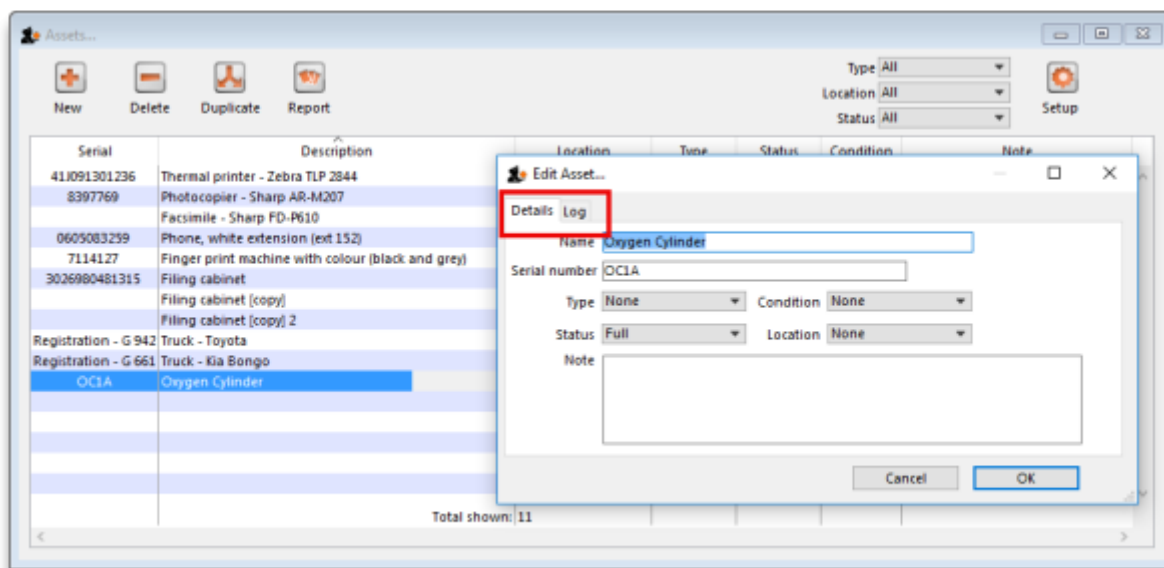 Assets...
New Delete Duplicate Report
Type All
Location All
Status All
Setup
Serial Description Location Type Status Condition Note
41J091301236 Thermal printer - Zebra TLP 2844
8397769 Photocopier - Sharp AR-M207
Facsimile - Sharp FD-P610
0605083259 Phone, white extension (ext 152)
7114127 Finger print machine with colour (black and grey)
3026980481315 Filing cabinet
Filing cabinet [copy]
Filing cabinet [copy] 2
Registration - G 942 Truck - Toyota
Registration - G 661 Truck - Kia Bongo
OC1A Oxygen Cylinder
Total shown: 11
Edit Asset...
Details Log
Name Oxygen Cylinder
Serial number OC1A
Type None Condition None
Status Full Location None
Note
Cancel OK